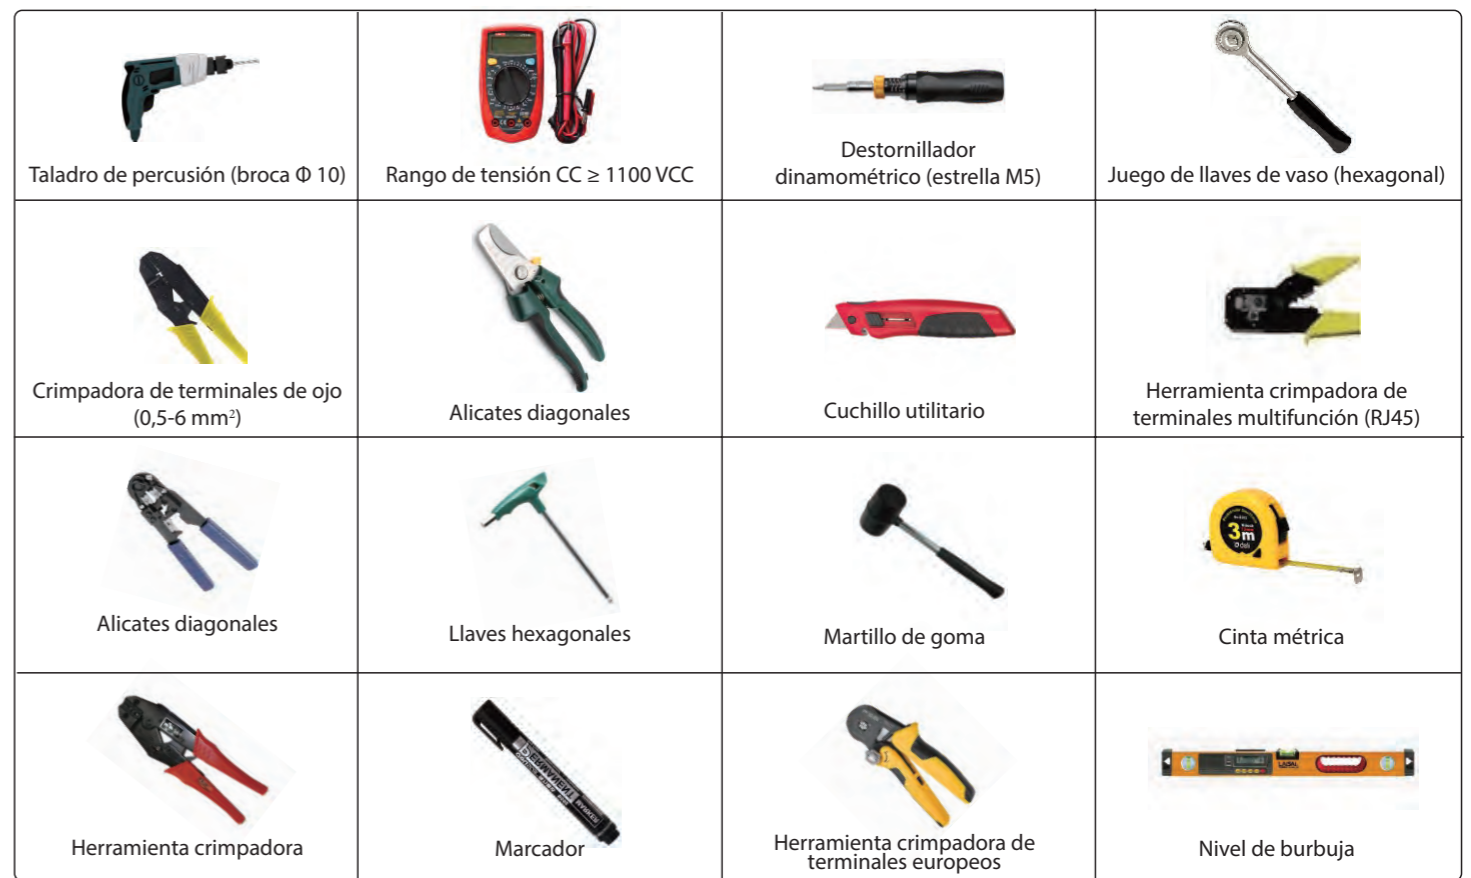 Taladro de percusión (broca Φ 10)
Rango de tensión CC ≥ 1100 VCC
Destornillador
dinamométrico (estrella M5)
Juego de llaves de vaso (hexagonal)
Crimpadora de terminales de ojo
(0,5-6 mm²)
Alicates diagonales
Cuchillo utilitario
Herramienta crimpadora de
terminales multifunción (RJ45)
Alicates diagonales
Llaves hexagonales
Martillo de goma
3m
Cinta métrica
Herramienta crimpadora
PERMANENT
MARKER
Marcador
Herramienta crimpadora de
terminales europeos
Nivel de burbuja